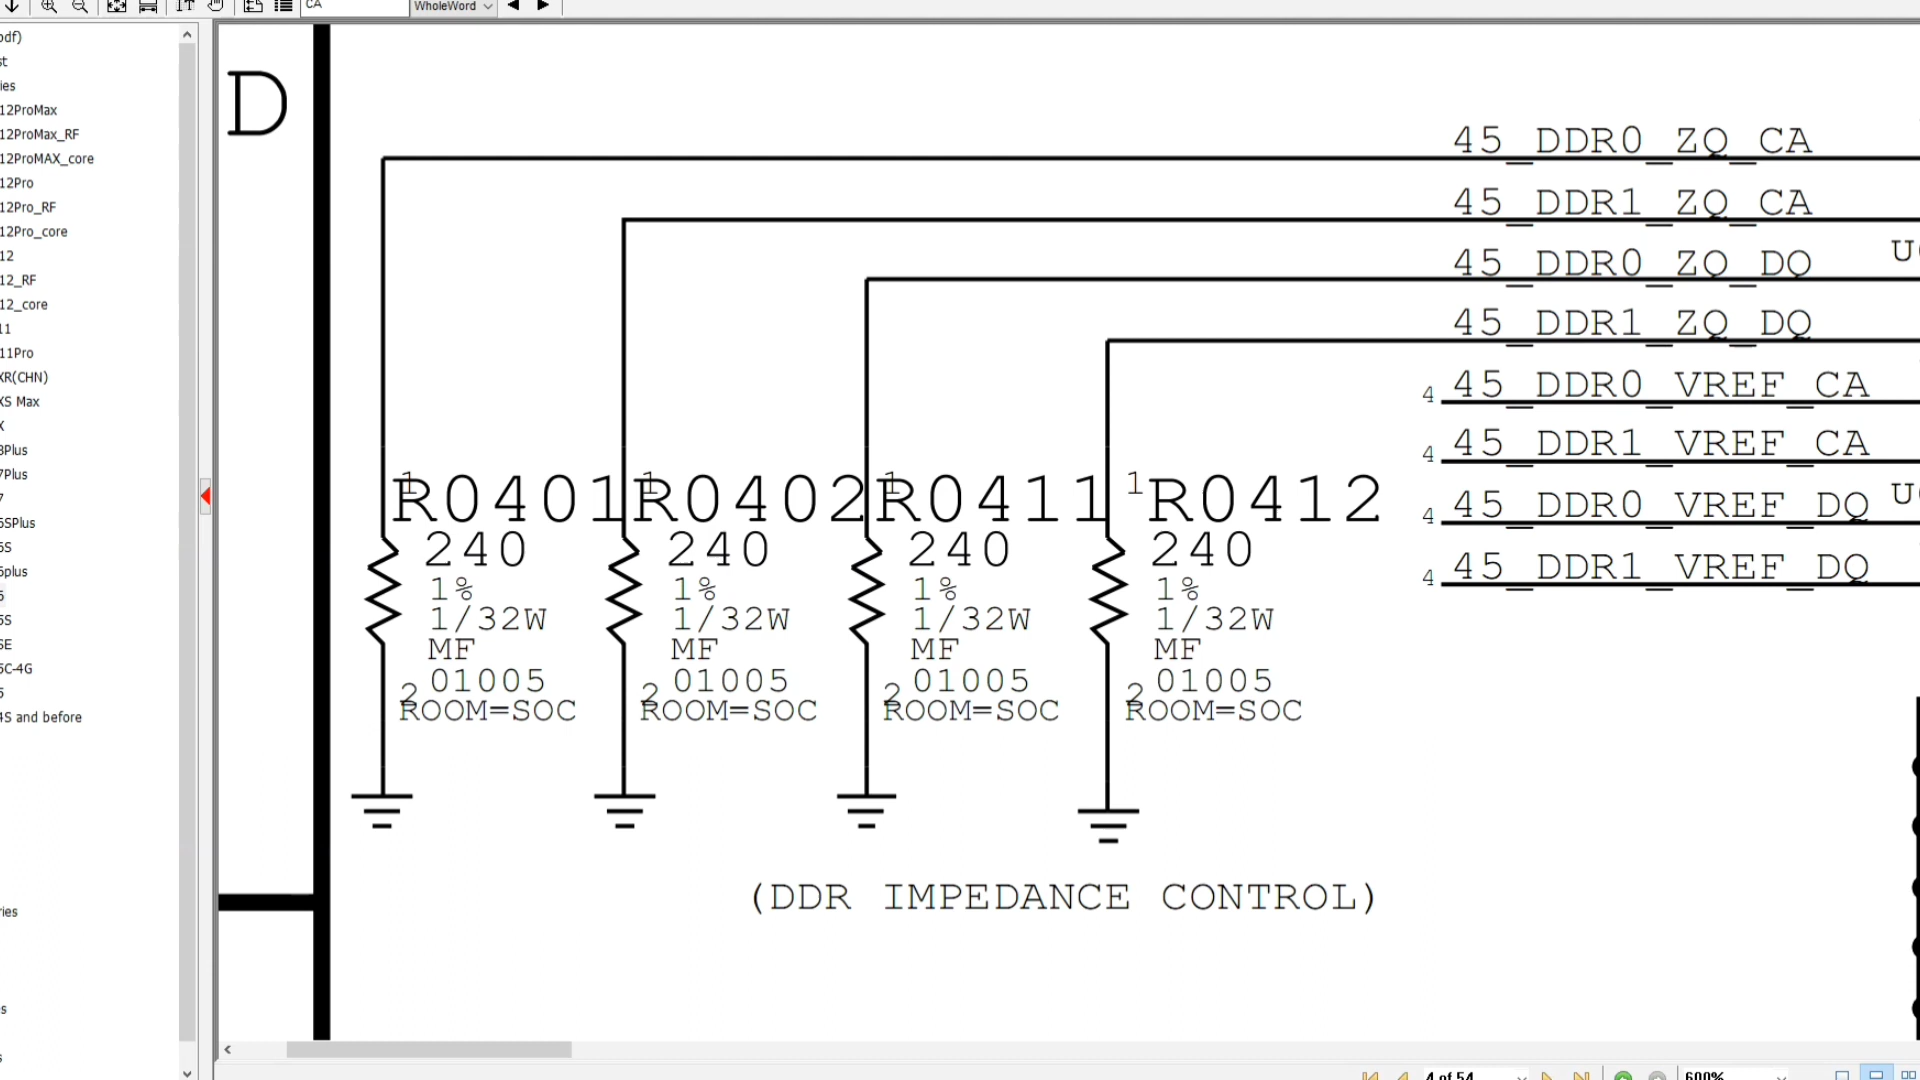 CA
WholeWord
12ProMax
12ProMax_RF
12ProMAX_core
12Pro
12Pro_RF
12Pro_core
12
12_RF
12_core
11
11Pro
XR(CHN)
XS Max
X
8Plus
7Plus
7
6SPlus
6S
6plus
6
5S
SE
5C-4G
5
4S and before
D
45_DDR0_ZQ_CA
45_DDR1_ZQ_CA
45_DDR0_ZQ_DQ
45_DDR1_ZQ_DQ
4 45_DDR0_VREF_CA
4 45_DDR1_VREF_CA
4 45_DDR0_VREF_DQ
4 45_DDR1_VREF_DQ
1 R0401 1 R0402 1 R0411 1 R0412
240 240 240 240
1% 1% 1% 1%
1/32W 1/32W 1/32W 1/32W
MF MF MF MF
2 01005 2 01005 2 01005 2 01005
ROOM=SOC ROOM=SOC ROOM=SOC ROOM=SOC
(DDR IMPEDANCE CONTROL)
4 of 54
600%